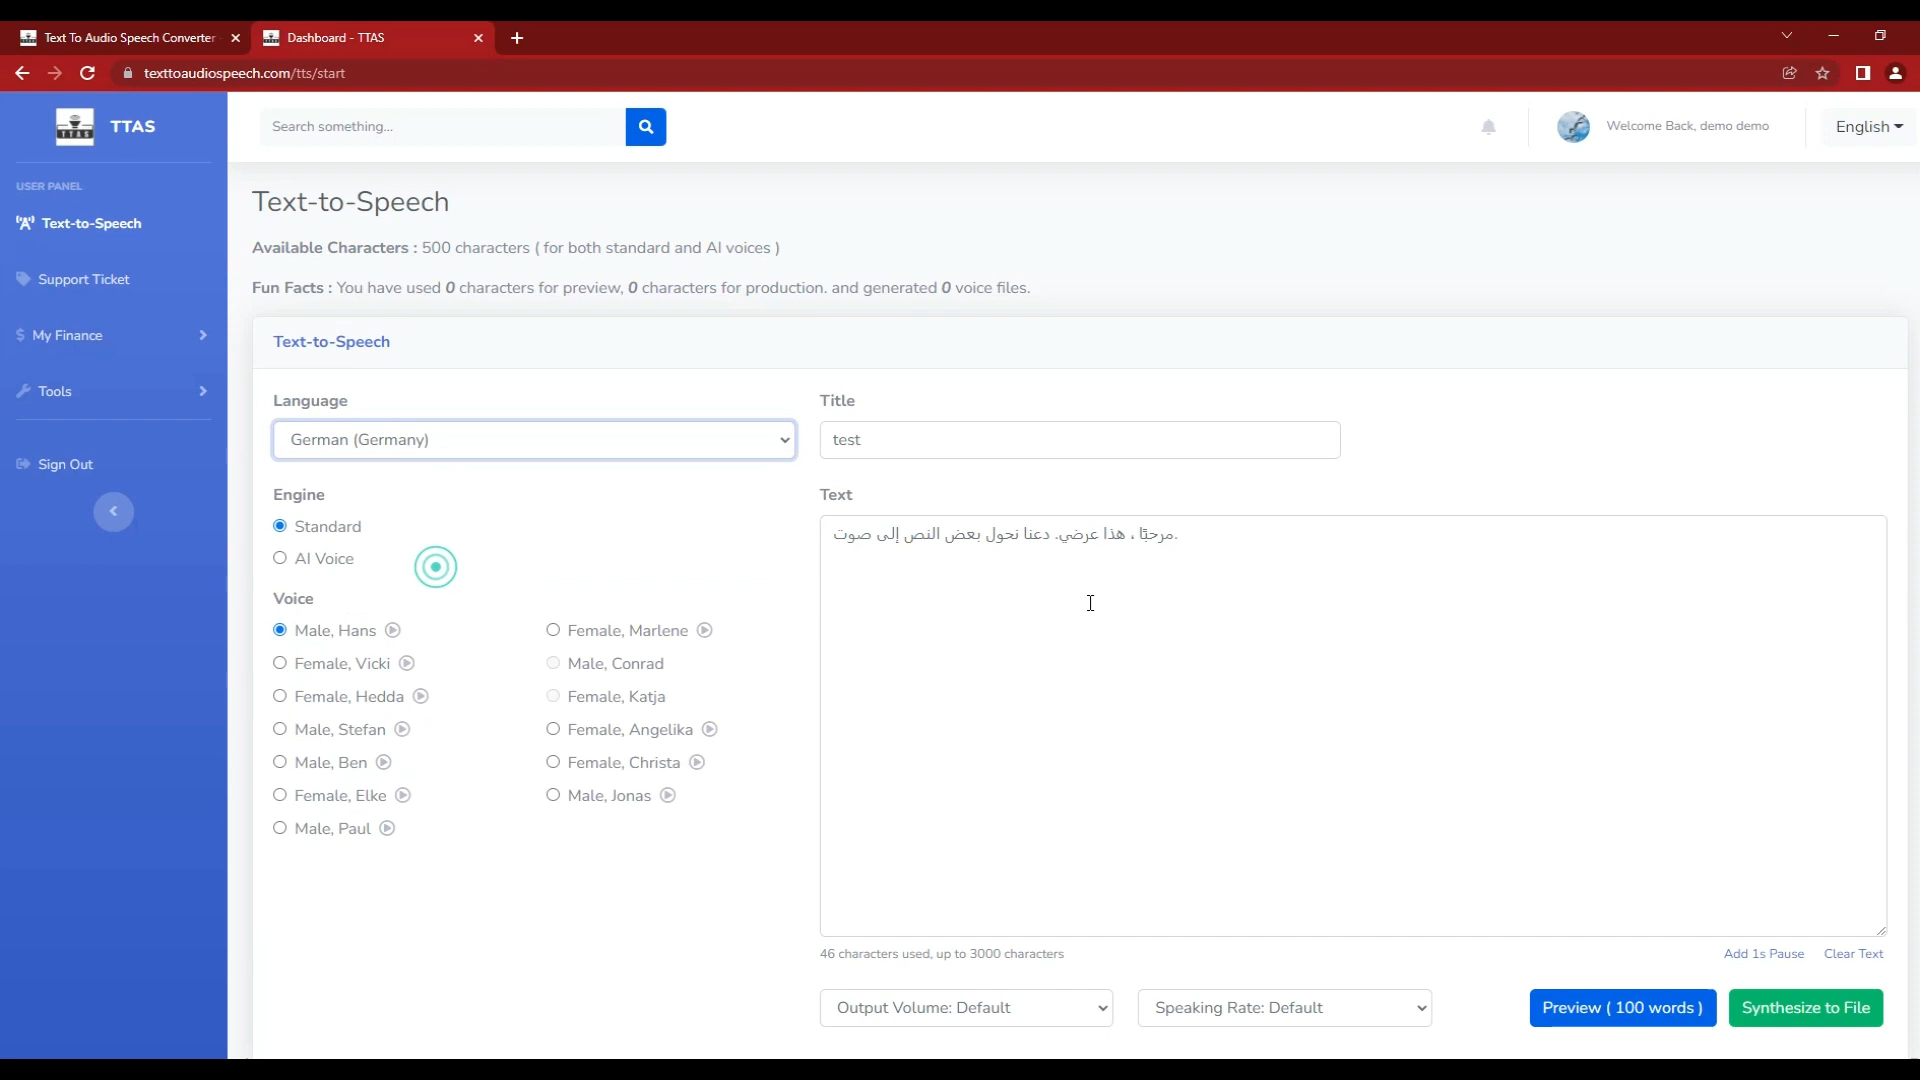 Text To Audio Speech Converter
Dashboard - TTAS
texttoaudiospeech.com/tts/start
TTAS
TTAS
Search something...
Welcome Back, demo demo
English
USER PANEL
Text-to-Speech
Support Ticket
$ My Finance
Tools
Sign Out
Text-to-Speech
Available Characters : 500 characters ( for both standard and AI voices )
Fun Facts : You have used 0 characters for preview, 0 characters for production. and generated 0 voice files.
Text-to-Speech
Language
German (Germany)
Engine
Standard
AI Voice
Voice
Male, Hans
Female, Marlene
Female, Vicki
Male, Conrad
Female, Hedda
Female, Katja
Male, Stefan
Female, Angelika
Male, Ben
Female, Christa
Female, Elke
Male, Jonas
Male, Paul
Title
test
Text
مرحبًا ، هذا عرضي. دعنا نحول بعض النص إلى صوت.
46 characters used, up to 3000 characters
Add 1s Pause
Clear Text
Output Volume: Default
Speaking Rate: Default
Preview ( 100 words )
Synthesize to File